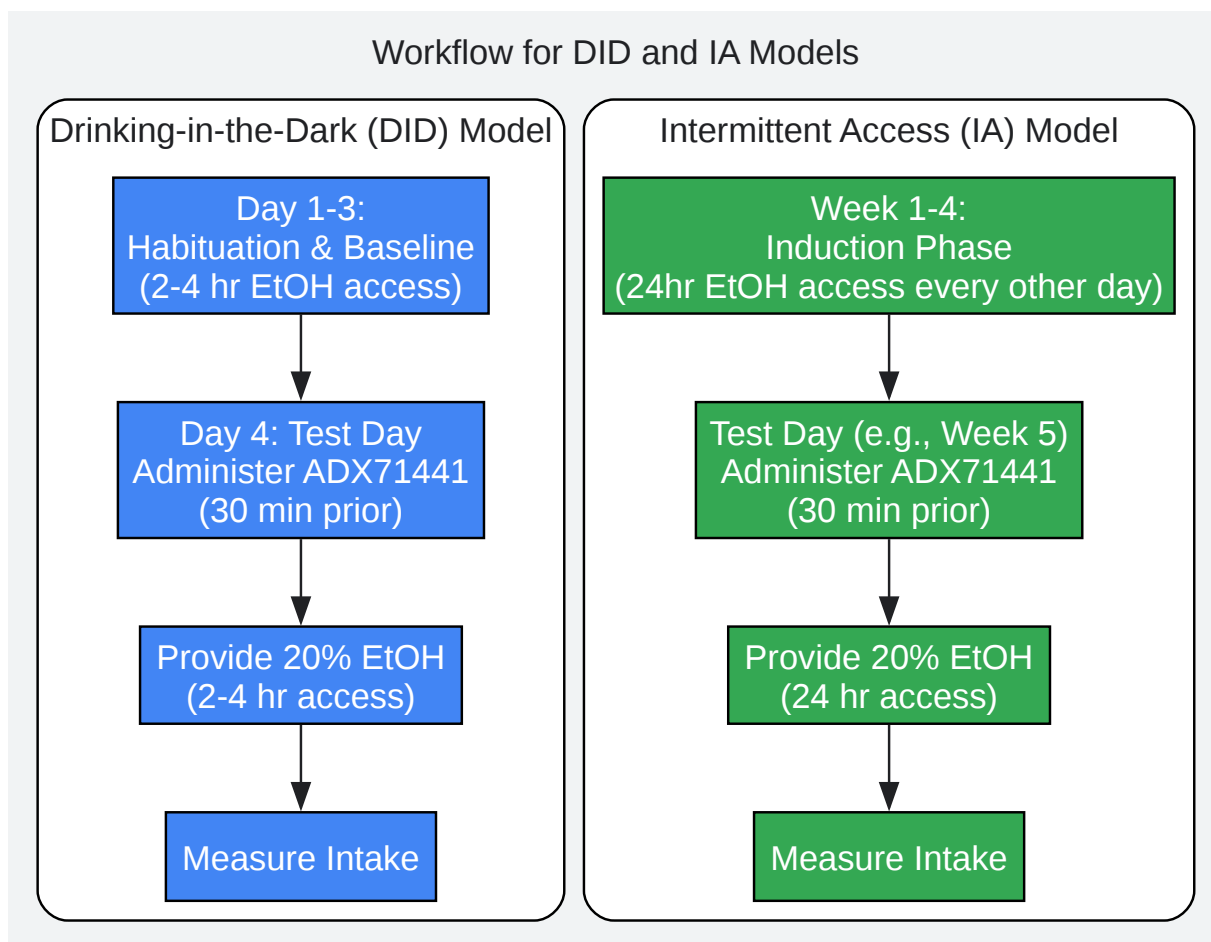 Workflow for DID and IA Models
Drinking-in-the-Dark (DID) Model
Day 1-3:
Habituation & Baseline
(2-4 hr EtOH access)
Day 4: Test Day
Administer ADX71441
(30 min prior)
Provide 20% EtOH
(2-4 hr access)
Measure Intake
Intermittent Access (IA) Model
Week 1-4:
Induction Phase
(24hr EtOH access every other day)
Test Day (e.g., Week 5)
Administer ADX71441
(30 min prior)
Provide 20% EtOH
(24 hr access)
Measure Intake